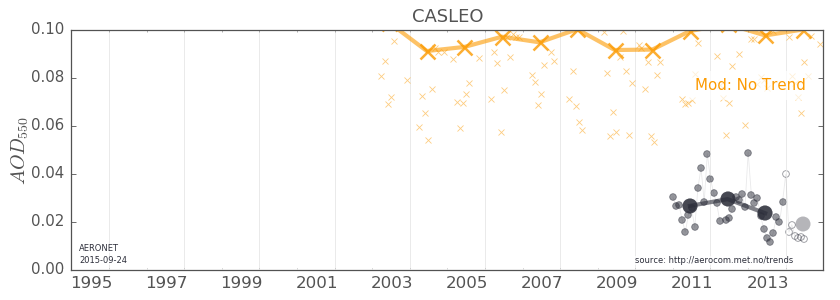 CASLEO
0.10
0.08
0.06
0.04
0.02
0.00
AOD550
Mod: No Trend
AERONET
2015-09-24
source: http://aerocom.met.no/trends
1995 1997 1999 2001 2003 2005 2007 2009 2011 2013